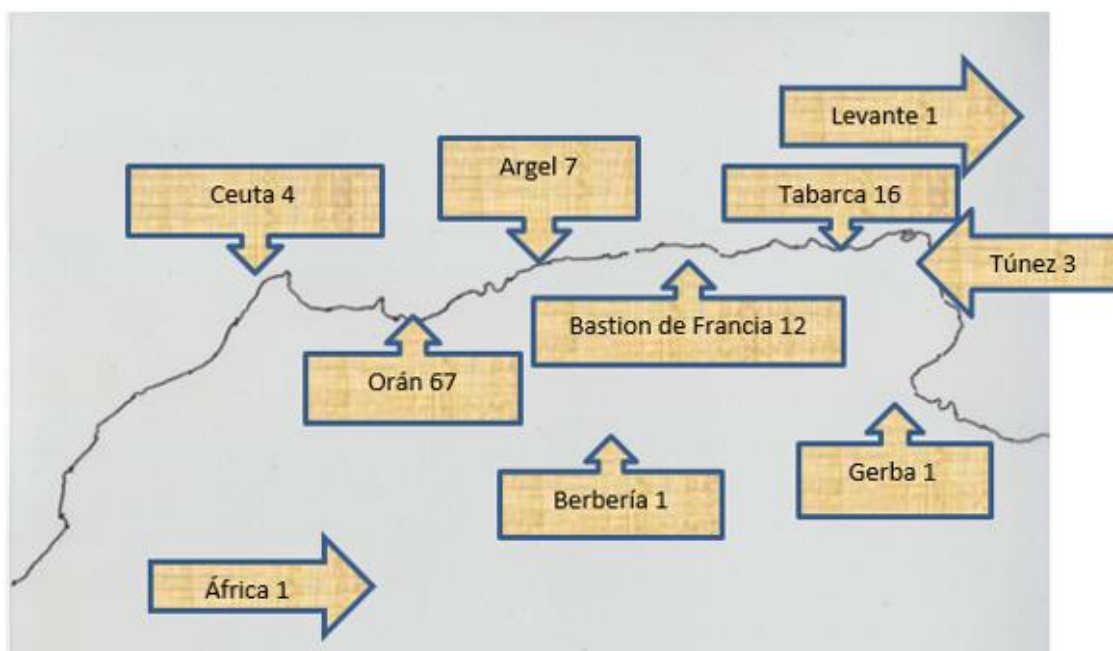 Levante 1
Argel 7
Ceuta 4
Tabarca 16
Túnez 3
Bastion de Francia 12
Orán 67
Gerba 1
Berbería 1
África 1